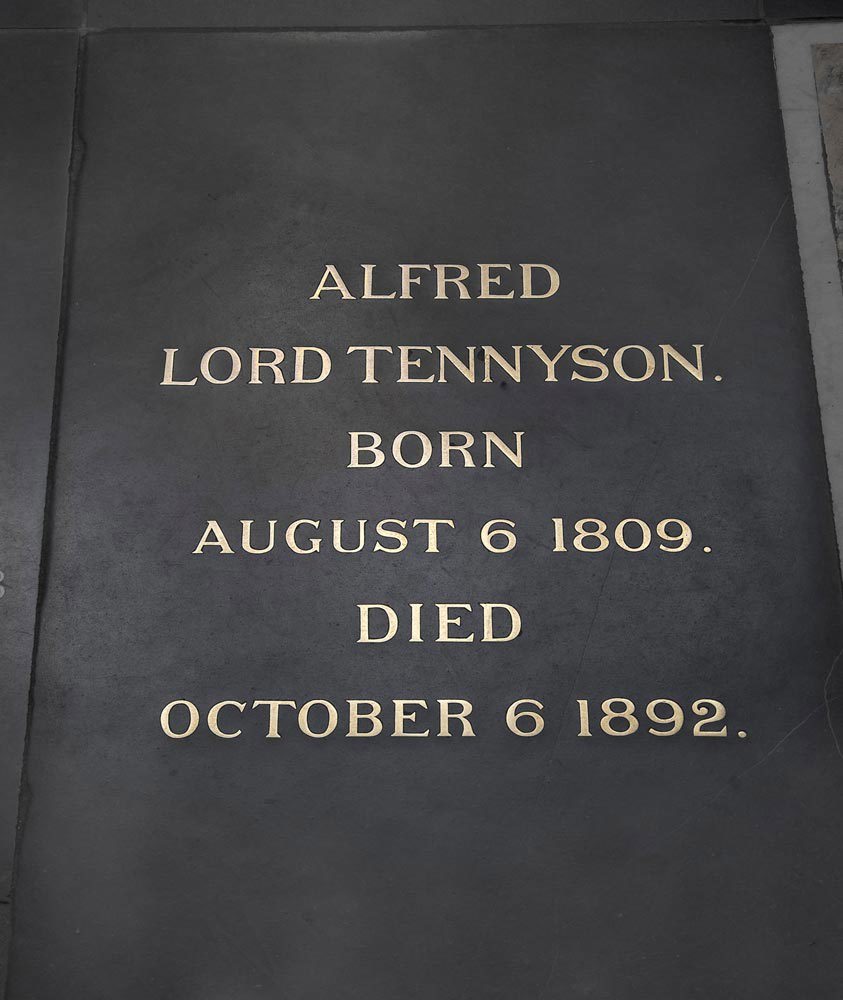 ALFRED
LORD TENNYSON.
BORN
AUGUST 6 1809.
DIED
OCTOBER 6 1892.